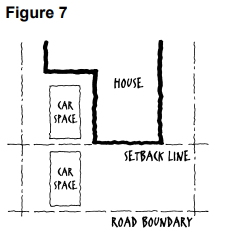 Figure 7
HOUSE
CAR
SPACE
SETBACK LINE
CAR
SPACE
ROAD BOUNDARY